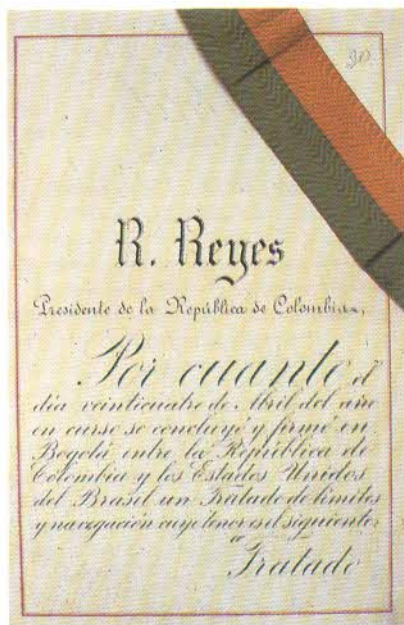 30.
R. Reyes
Presidente de la República de Colombia,
Por cuanto el
día veinticuatro de Abril del año
en curso se concluyó y firmó en
Bogotá entre la República de
Colombia y los Estados Unidos
del Brasil un Tratado de límites
y navegación cuyo tenor es el siguiente:
Tratado